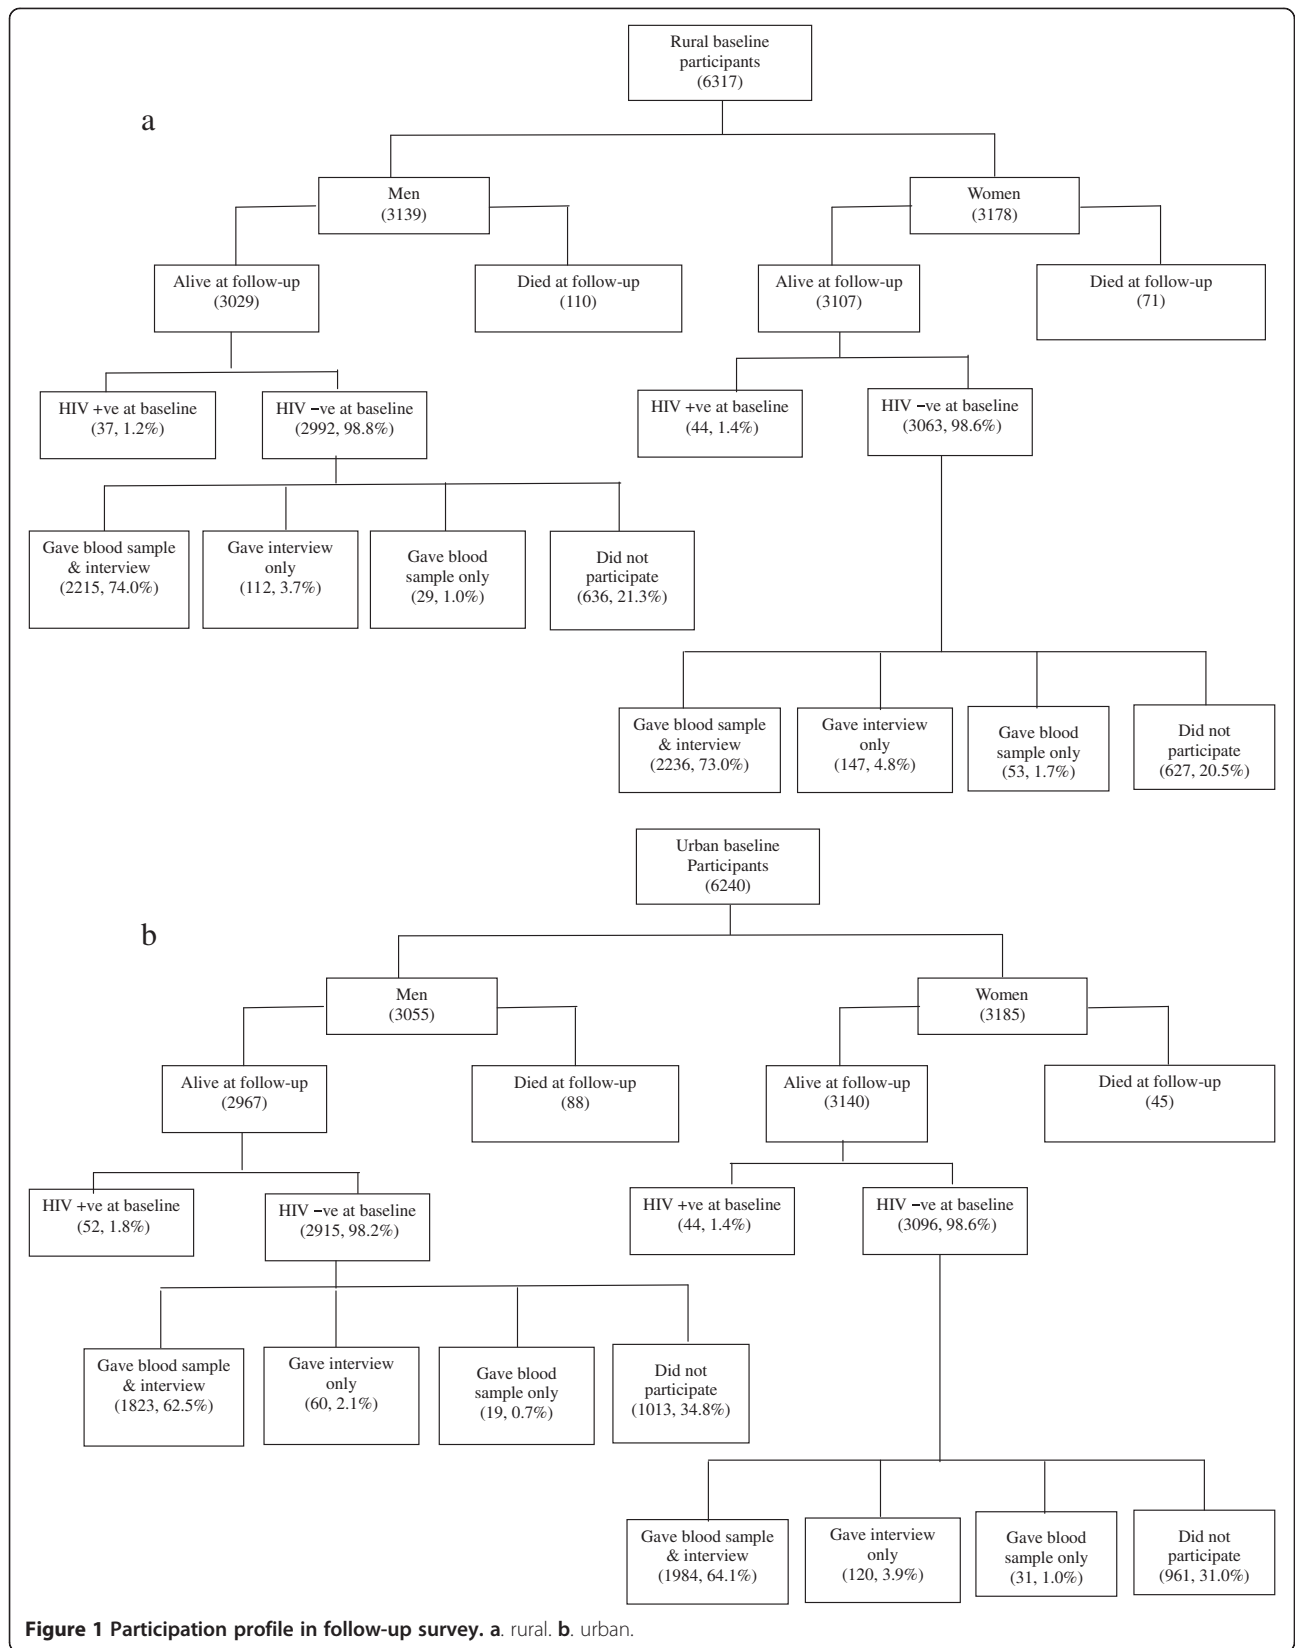 Rural baseline
participants
(6317)
a
Men
(3139)
Women
(3178)
Alive at follow-up
(3029)
Died at follow-up
(110)
Alive at follow-up
(3107)
Died at follow-up
(71)
HIV +ve at baseline
(37, 1.2%)
HIV −ve at baseline
(2992, 98.8%)
HIV +ve at baseline
(44, 1.4%)
HIV −ve at baseline
(3063, 98.6%)
Gave blood sample
& interview
(2215, 74.0%)
Gave interview
only
(112, 3.7%)
Gave blood
sample only
(29, 1.0%)
Did not
participate
(636, 21.3%)
Gave blood sample
& interview
(2236, 73.0%)
Gave interview
only
(147, 4.8%)
Gave blood
sample only
(53, 1.7%)
Did not
participate
(627, 20.5%)
Urban baseline
Participants
(6240)
b
Men
(3055)
Women
(3185)
Alive at follow-up
(2967)
Died at follow-up
(88)
Alive at follow-up
(3140)
Died at follow-up
(45)
HIV +ve at baseline
(52, 1.8%)
HIV −ve at baseline
(2915, 98.2%)
HIV +ve at baseline
(44, 1.4%)
HIV −ve at baseline
(3096, 98.6%)
Gave blood sample
& interview
(1823, 62.5%)
Gave interview
only
(60, 2.1%)
Gave blood
sample only
(19, 0.7%)
Did not
participate
(1013, 34.8%)
Gave blood sample
& interview
(1984, 64.1%)
Gave interview
only
(120, 3.9%)
Gave blood
sample only
(31, 1.0%)
Did not
participate
(961, 31.0%)
Figure 1 Participation profile in follow-up survey. a. rural. b. urban.